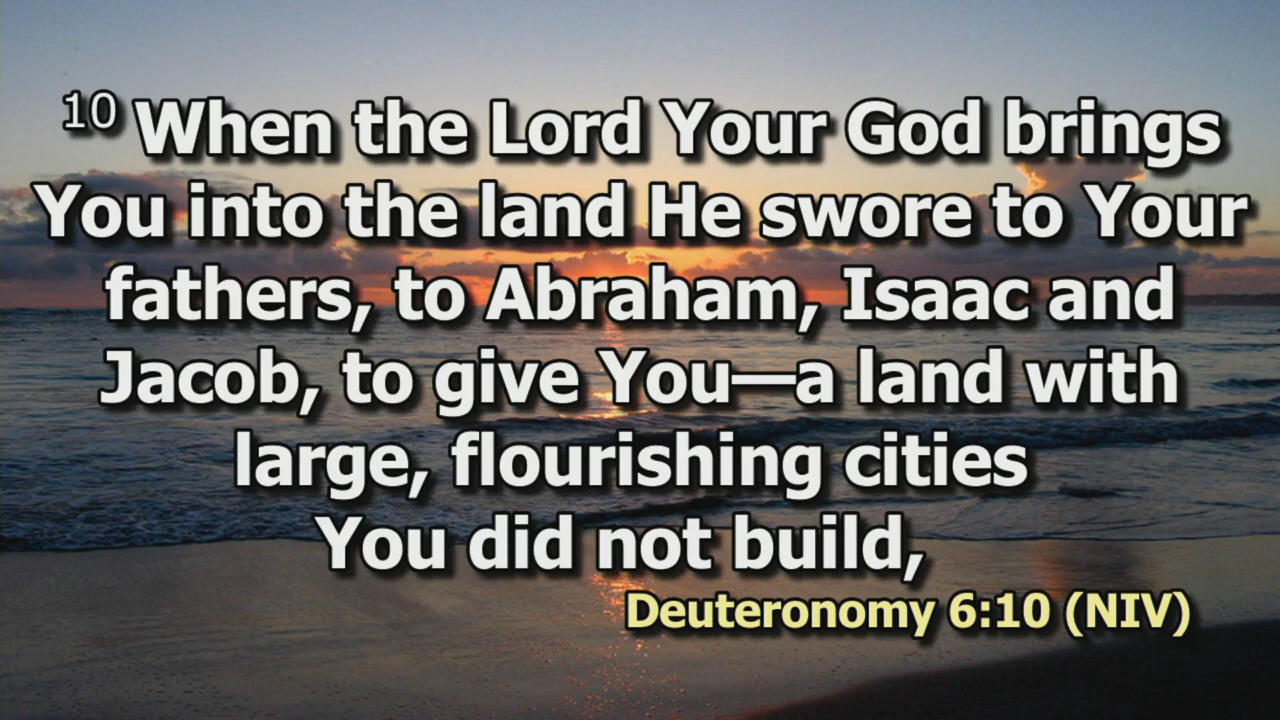 10 When the Lord Your God brings
You into the land He swore to Your
fathers, to Abraham, Isaac and
Jacob, to give You—a land with
large, flourishing cities
You did not build,
Deuteronomy 6:10 (NIV)